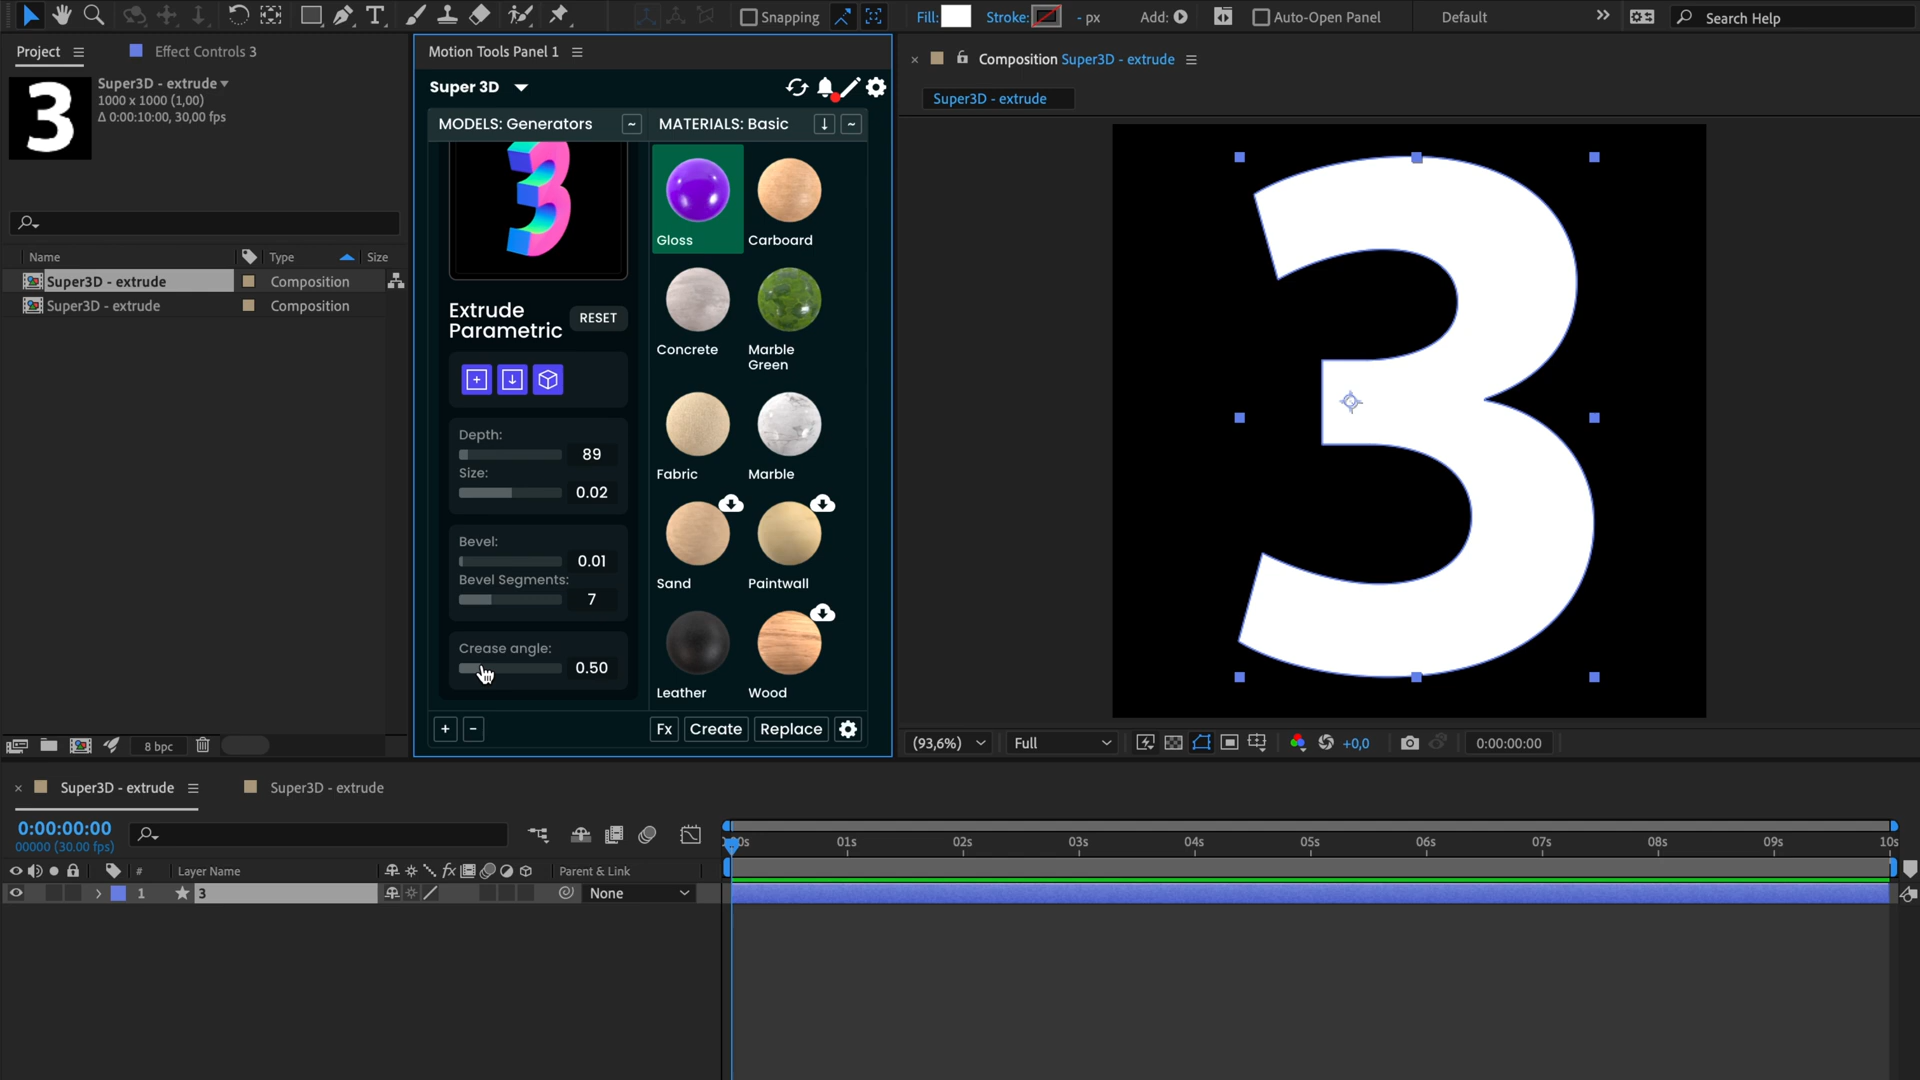 Snapping
Fill:
Stroke:
- px
Add:
Auto-Open Panel
Default
Search Help
Project
Effect Controls 3
Super3D - extrude
1000 x 1000 (1,00)
Δ 0:00:10:00, 30,00 fps
3
Name
Type
Size
Super3D - extrude
Composition
Super3D - extrude
Composition
8 bpc
Motion Tools Panel 1
Super 3D
MODELS: Generators
~
MATERIALS: Basic
~
3
Extrude
Parametric
RESET
Depth:
89
Size:
0.02
Bevel:
0.01
Bevel Segments:
7
Crease angle:
0.50
Gloss
Carboard
Concrete
Marble
Green
Fabric
Marble
Sand
Paintwall
Leather
Wood
+
-
Fx
Create
Replace
× Composition Super3D - extrude
Super3D - extrude
3
(93,6%)
Full
+0,0
0:00:00:00
× Super3D - extrude
Super3D - extrude
0:00:00:00
00000 (30.00 fps)
# Layer Name
fx
Parent & Link
1
3
None
01s
02s
03s
04s
05s
06s
07s
08s
09s
10s